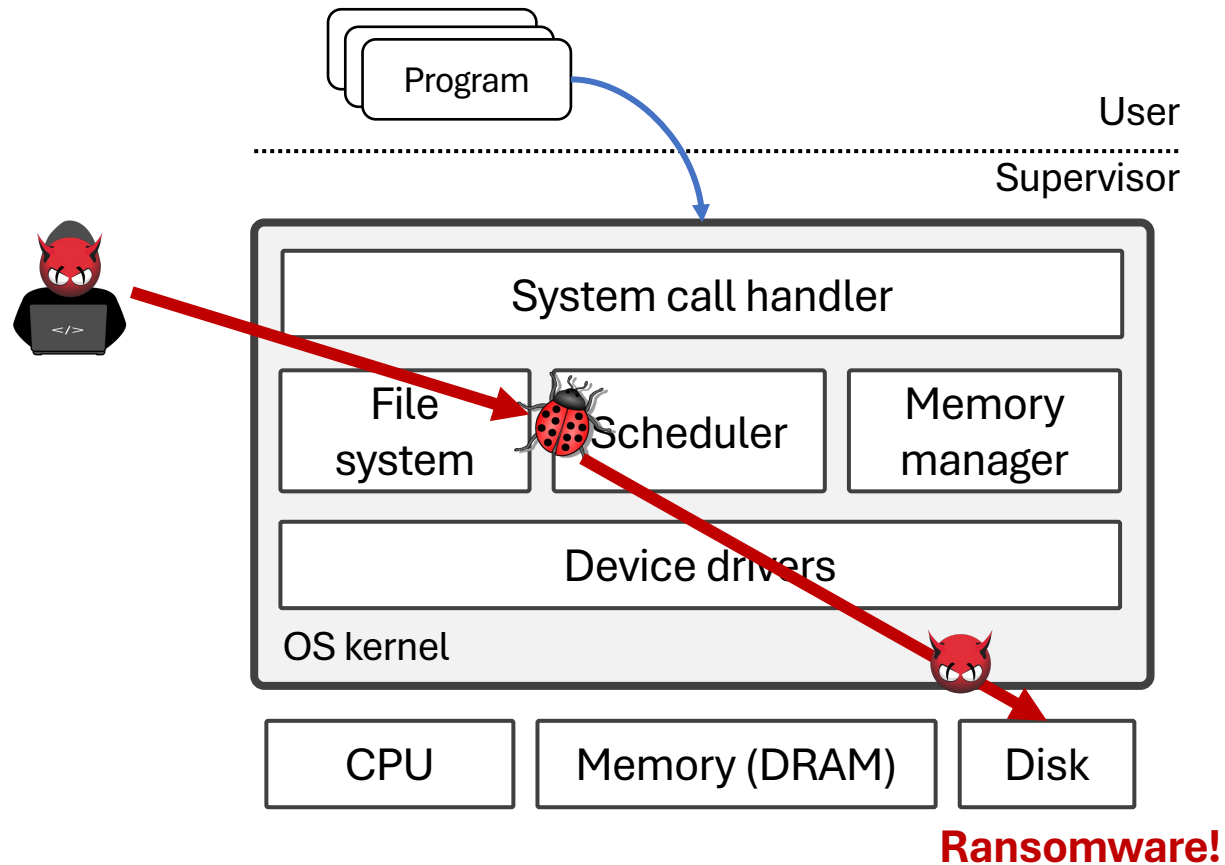 Program
User
Supervisor
</>
System call handler
File
system
Scheduler
Memory
manager
Device drivers
OS kernel
CPU
Memory (DRAM)
Disk
Ransomware!